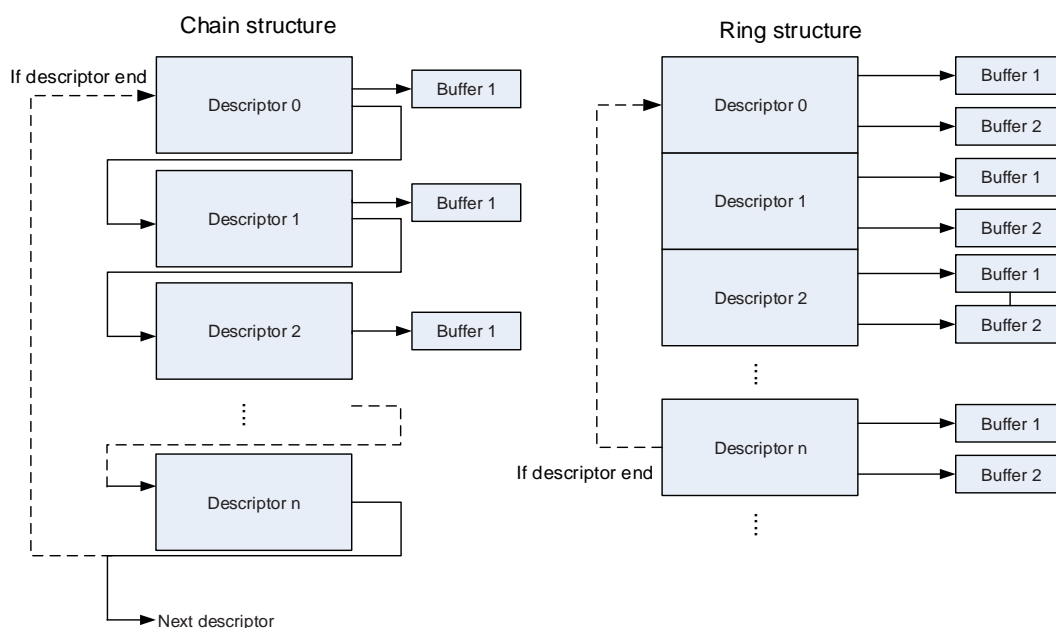 Chain structure
If descriptor end
Descriptor 0
Buffer 1
Descriptor 1
Buffer 1
Descriptor 2
Buffer 1
Descriptor n
Next descriptor
Ring structure
Descriptor 0
Buffer 1
Buffer 2
Descriptor 1
Buffer 1
Buffer 2
Descriptor 2
Buffer 1
Buffer 2
Descriptor n
Buffer 1
Buffer 2
If descriptor end